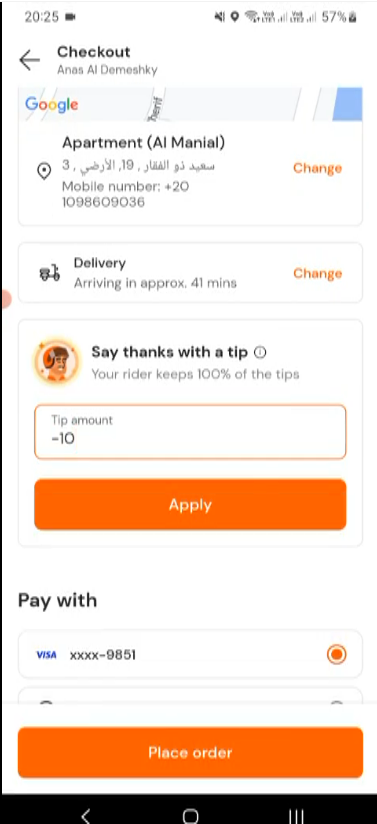 20:25
57%
Checkout
Anas Al Demeshky
Google
Apartment (Al Manial)
سعيد ذو الفقار , 19, الأرضي , 3
Mobile number: +20
1098609036
Change
Delivery
Arriving in approx. 41 mins
Change
Say thanks with a tip
Your rider keeps 100% of the tips
Tip amount
-10
Apply
Pay with
VISA xxxx-9851
Place order